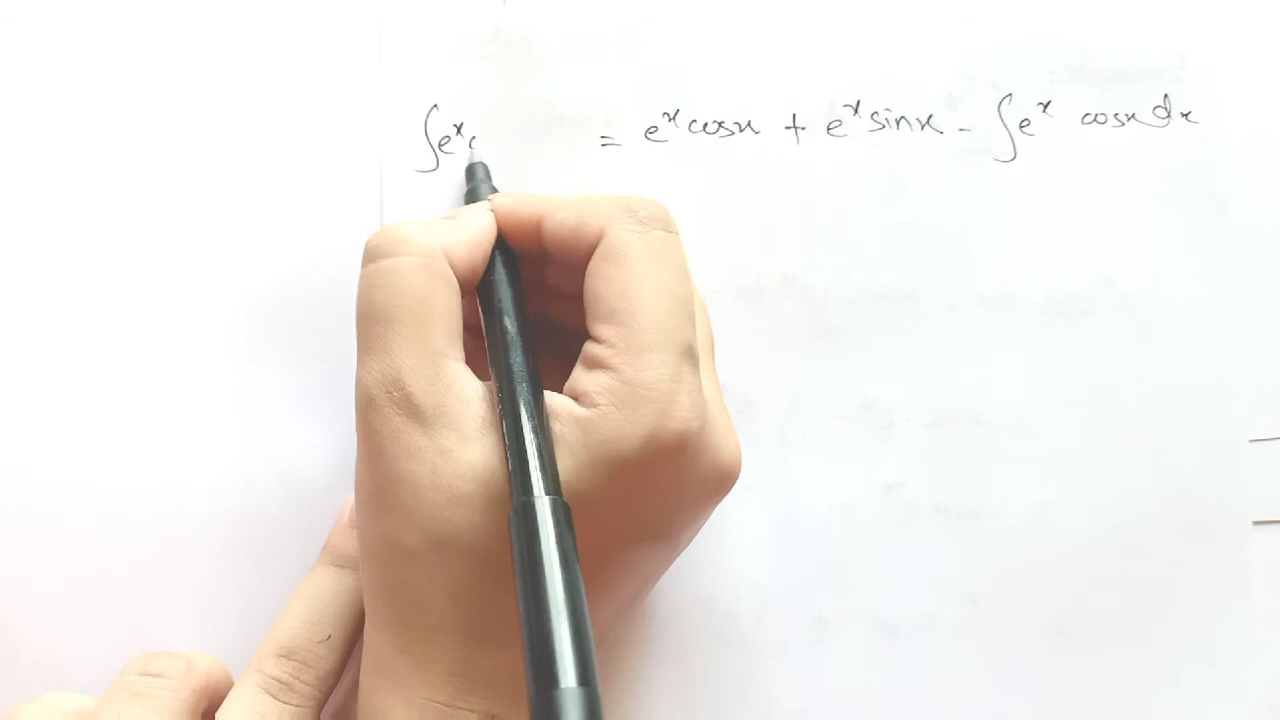 ∫eˣc = eˣcosx + eˣsinx - ∫eˣ cosx dx